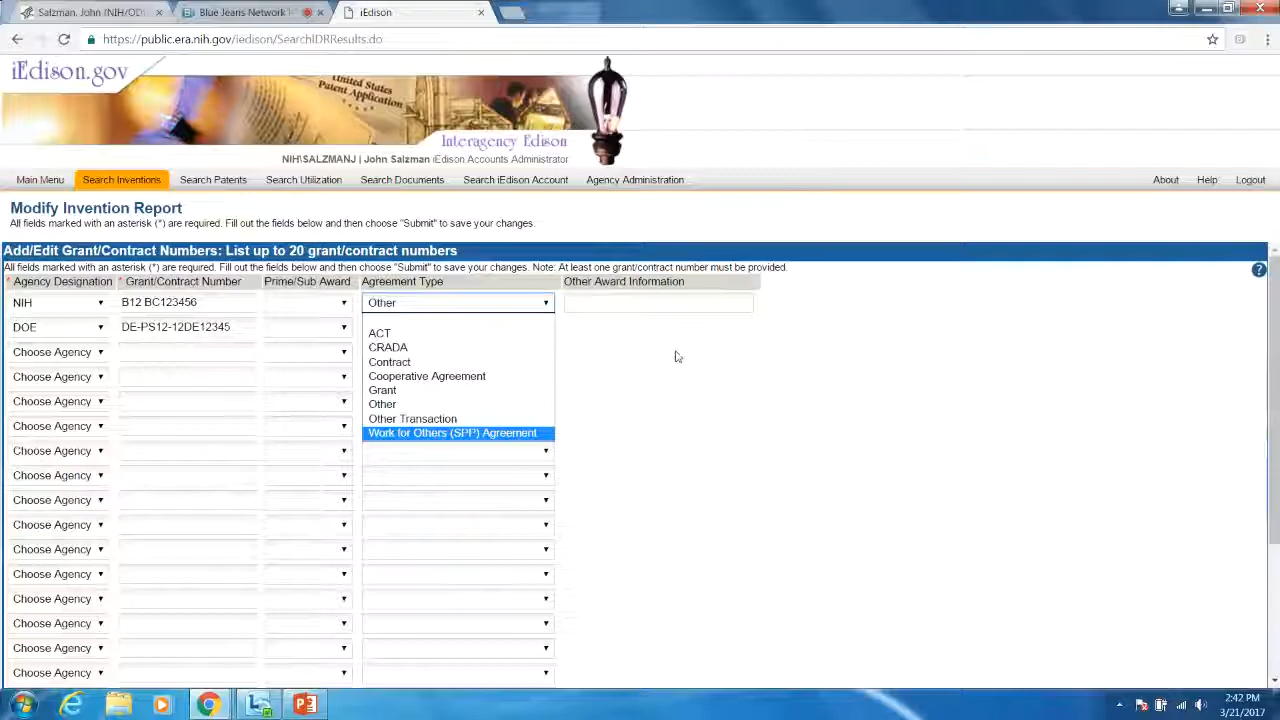 Salzman, John (NIH/OD)
Blue Jeans Network
iEdison
https://public.era.nih.gov/iedison/SearchIDRResults.do
iEdison.gov
United States
Patent Application
Interagency Edison
NIH\SALZMANJ | John Salzman iEdison Accounts Administrator
Main Menu Search Inventions Search Patents Search Utilization Search Documents Search iEdison Account Agency Administration About Help Logout
Modify Invention Report
All fields marked with an asterisk (*) are required. Fill out the fields below and then choose "Submit" to save your changes.
Add/Edit Grant/Contract Numbers: List up to 20 grant/contract numbers
All fields marked with an asterisk (*) are required. Fill out the fields below and then choose "Submit" to save your changes. Note: At least one grant/contract number must be provided.
* Agency Designation * Grant/Contract Number Prime/Sub Award Agreement Type Other Award Information
NIH B12 BC123456 Other
DOE DE-PS12-12DE12345
ACT
CRADA
Choose Agency
Contract
Choose Agency Cooperative Agreement
Grant
Choose Agency Other
Other Transaction
Choose Agency Work for Others (SPP) Agreement
Choose Agency
Choose Agency
Choose Agency
Choose Agency
Choose Agency
Choose Agency
Choose Agency
Choose Agency
Choose Agency
Choose Agency
2:42 PM
3/21/2017